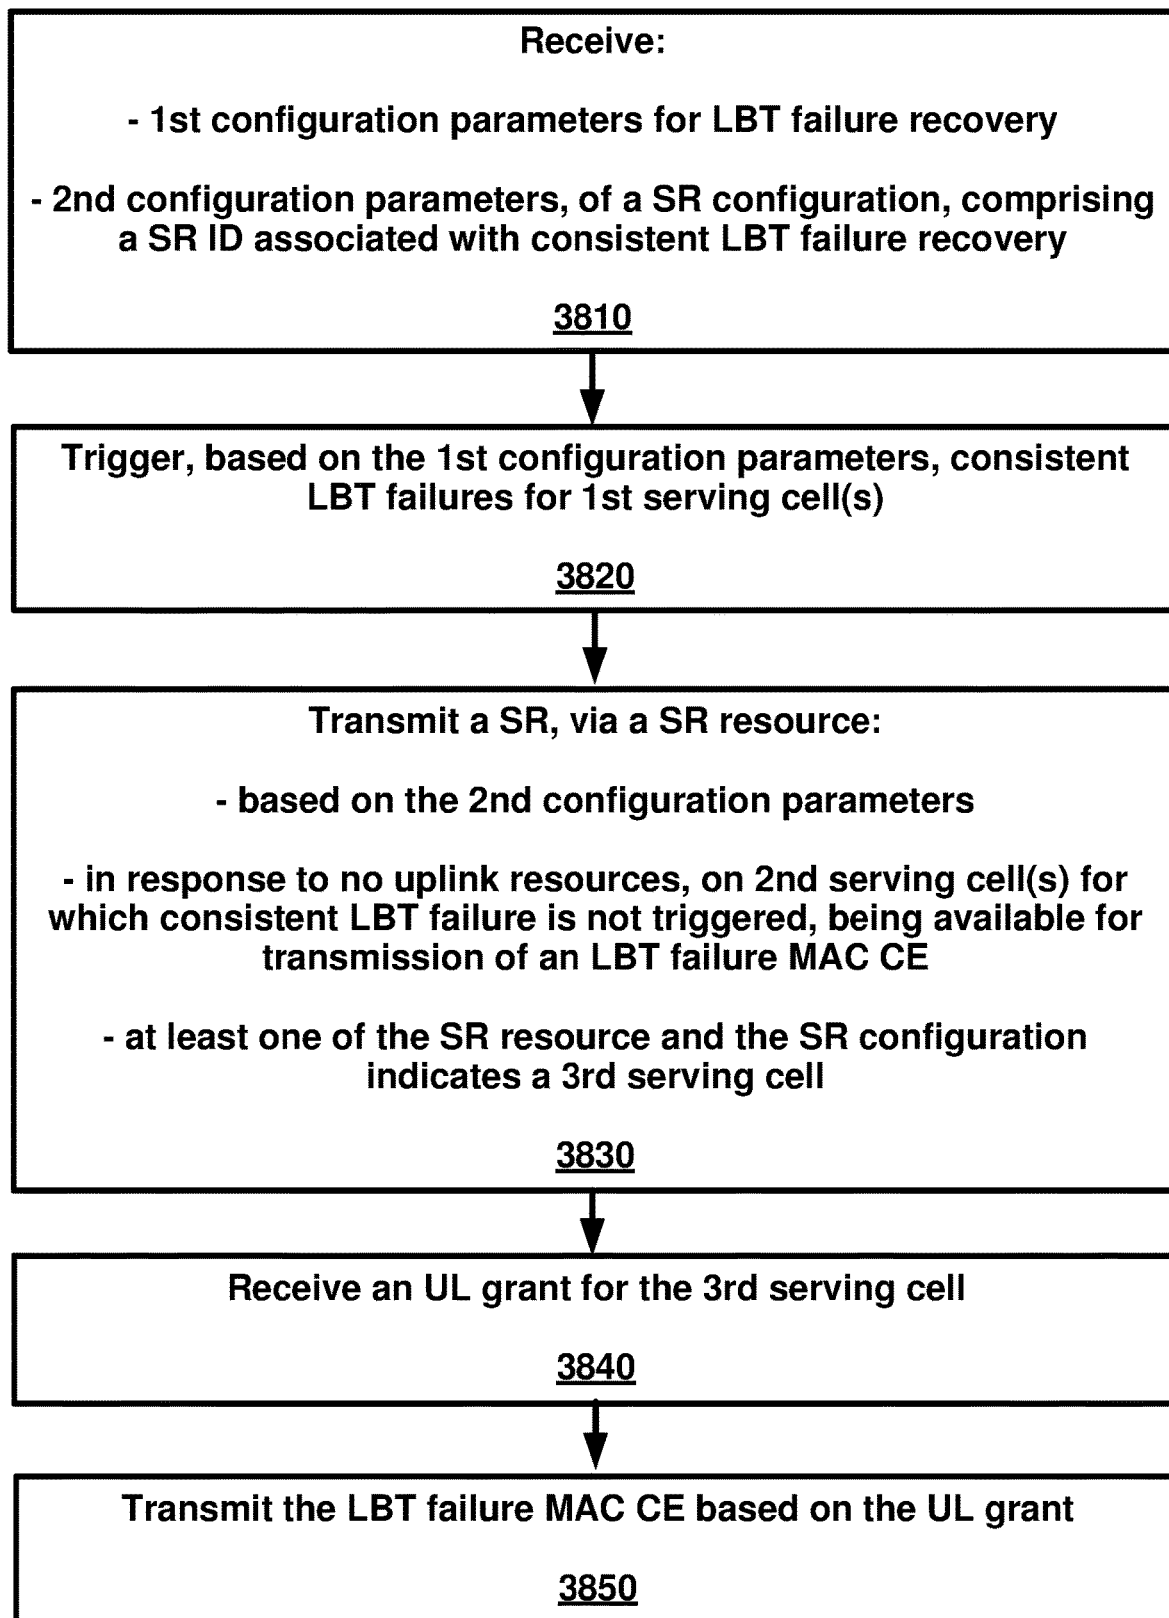 Receive:
- 1st configuration parameters for LBT failure recovery
- 2nd configuration parameters, of a SR configuration, comprising
a SR ID associated with consistent LBT failure recovery
3810
Trigger, based on the 1st configuration parameters, consistent
LBT failures for 1st serving cell(s)
3820
Transmit a SR, via a SR resource:
- based on the 2nd configuration parameters
- in response to no uplink resources, on 2nd serving cell(s) for
which consistent LBT failure is not triggered, being available for
transmission of an LBT failure MAC CE
- at least one of the SR resource and the SR configuration
indicates a 3rd serving cell
3830
Receive an UL grant for the 3rd serving cell
3840
Transmit the LBT failure MAC CE based on the UL grant
3850